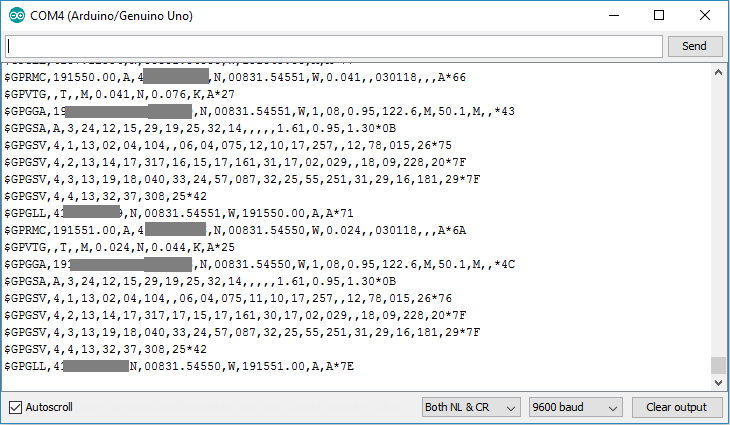 COM4 (Arduino/Genuino Uno)
Send
$GPRMC,191550.00,A,4 ,N,00831.54551,W,0.041,,030118,,,A*66
$GPVTG,,T,,M,0.041,N,0.076,K,A*27
$GPGGA,19 ,N,00831.54551,W,1,08,0.95,122.6,M,50.1,M,,*43
$GPGSA,A,3,24,12,15,29,19,25,32,14,,,,,1.61,0.95,1.30*0B
$GPGSV,4,1,13,02,04,104,,06,04,075,12,10,17,257,,12,78,015,26*75
$GPGSV,4,2,13,14,17,317,16,15,17,161,31,17,02,029,,18,09,228,20*7F
$GPGSV,4,3,13,19,18,040,33,24,57,087,32,25,55,251,31,29,16,181,29*7F
$GPGSV,4,4,13,32,37,308,25*42
$GPGLL,41 9,N,00831.54551,W,191550.00,A,A*71
$GPRMC,191551.00,A,4 ,N,00831.54550,W,0.024,,030118,,,A*6A
$GPVTG,,T,,M,0.024,N,0.044,K,A*25
$GPGGA,191 ,N,00831.54550,W,1,08,0.95,122.6,M,50.1,M,,*4C
$GPGSA,A,3,24,12,15,29,19,25,32,14,,,,,1.61,0.95,1.30*0B
$GPGSV,4,1,13,02,04,104,,06,04,075,11,10,17,257,,12,78,015,26*76
$GPGSV,4,2,13,14,17,317,17,15,17,161,30,17,02,029,,18,09,228,20*7F
$GPGSV,4,3,13,19,18,040,33,24,57,087,32,25,55,251,31,29,16,181,29*7F
$GPGSV,4,4,13,32,37,308,25*42
$GPGLL,41 N,00831.54550,W,191551.00,A,A*7E
Autoscroll
Both NL & CR
9600 baud
Clear output